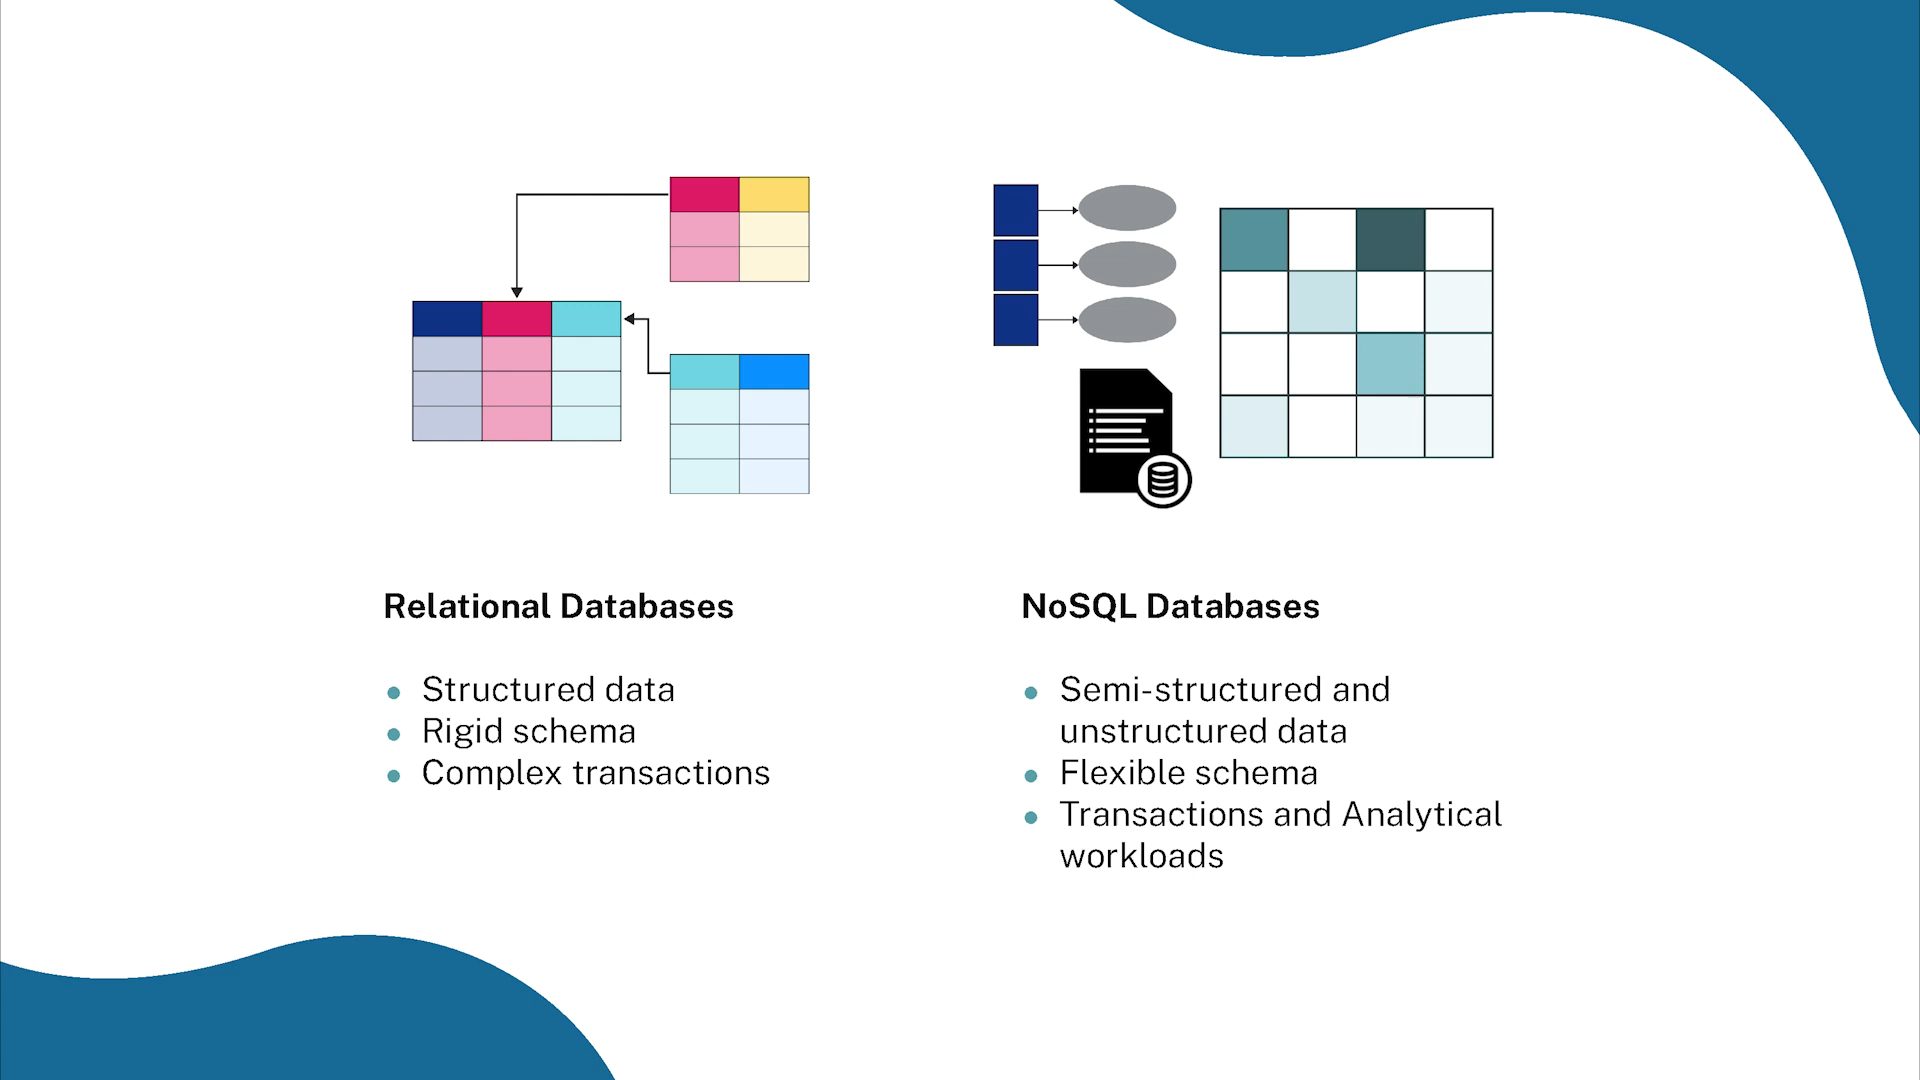 Relational Databases
Structured data
Rigid schema
Complex transactions
NoSQL Databases
Semi-structured and
unstructured data
Flexible schema
Transactions and Analytical
workloads